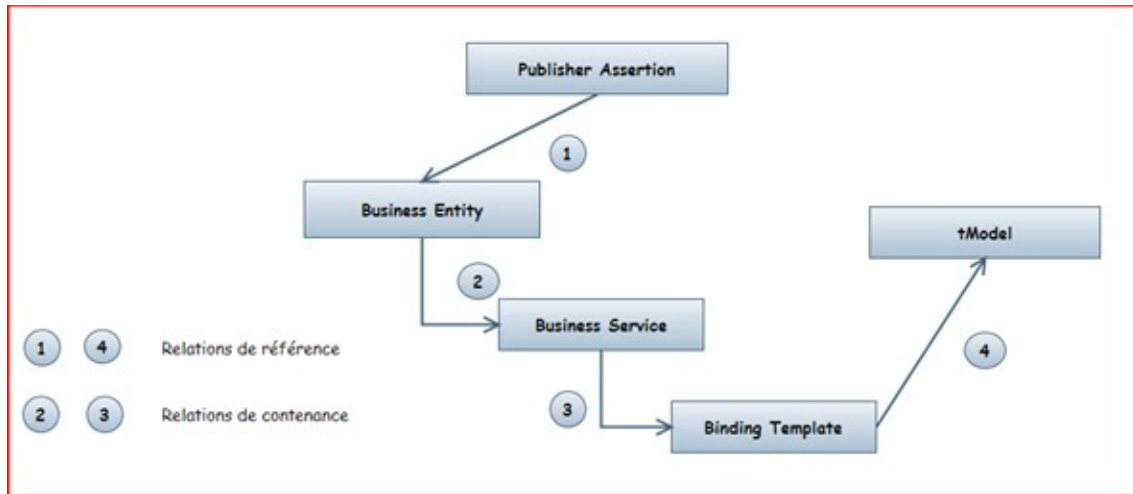 Publisher Assertion
1
Business Entity
tModel
2
Business Service
4
1 4 Relations de référence
3
2 3 Relations de contenance
Binding Template